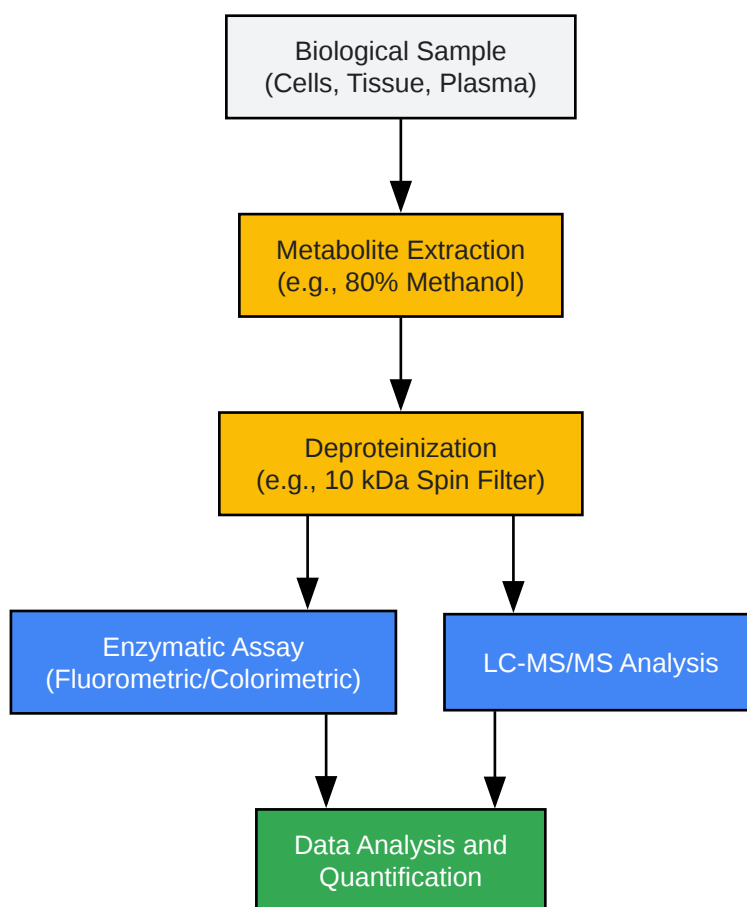 Biological Sample
(Cells, Tissue, Plasma)
Metabolite Extraction
(e.g., 80% Methanol)
Deproteinization
(e.g., 10 kDa Spin Filter)
Enzymatic Assay
(Fluorometric/Colorimetric)
LC-MS/MS Analysis
Data Analysis and
Quantification